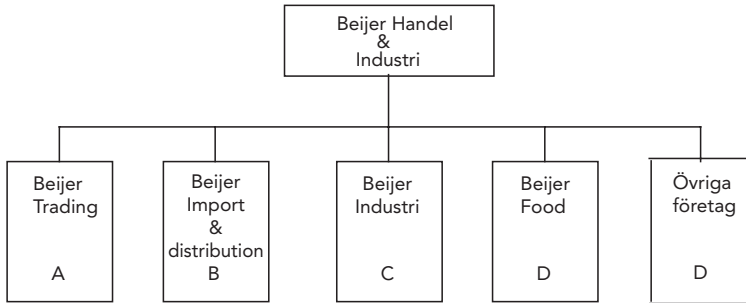 Beijer Handel
&
Industri
Beijer
Trading
A
Beijer
Import
&
distribution
B
Beijer
Industri
C
Beijer
Food
D
Övriga
företag
D